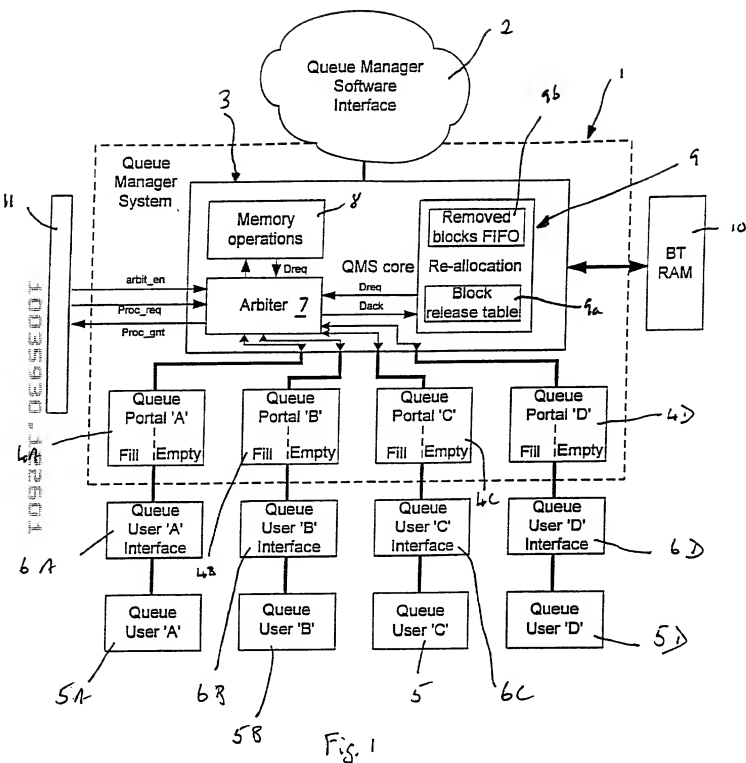 2
Queue Manager
Software
Interface
1
9b
3
Queue
Manager
System
9
11
Memory
operations
8
Removed
blocks FIFO
10
Dreq
QMS core
Re-allocation
BT
RAM
arbit_en
Dreq
Arbiter 7
Proc_req
Dack
Block
release table
9a
Proc_gnt
10035930.122601
Queue
Portal 'A'
Fill Empty
4A
Queue
Portal 'B'
Fill Empty
4B
Queue
Portal 'C'
Fill Empty
4C
Queue
Portal 'D'
Fill Empty
4D
Queue
User 'A'
Interface
6A
Queue
User 'B'
Interface
6B
Queue
User 'C'
Interface
6C
Queue
User 'D'
Interface
6D
Queue
User 'A'
5A
Queue
User 'B'
5B
Queue
User 'C'
5
Queue
User 'D'
5D
Fig. 1